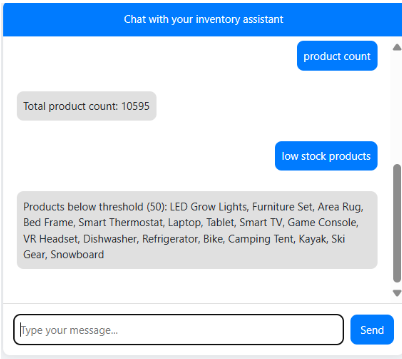 Chat with your inventory assistant
product count
Total product count: 10595
low stock products
Products below threshold (50): LED Grow Lights, Furniture Set, Area Rug,
Bed Frame, Smart Thermostat, Laptop, Tablet, Smart TV, Game Console,
VR Headset, Dishwasher, Refrigerator, Bike, Camping Tent, Kayak, Ski
Gear, Snowboard
Type your message...
Send